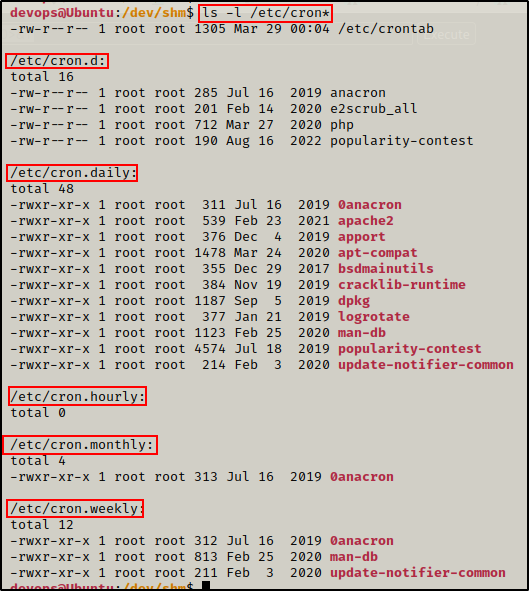 devops@Ubuntu:/dev/shm$ ls -l /etc/cron*
-rw-r--r-- 1 root root 1305 Mar 29 00:04 /etc/crontab
/etc/cron.d:
total 16
-rw-r--r-- 1 root root 285 Jul 16  2019 anacron
-rw-r--r-- 1 root root 201 Feb 14  2020 e2scrub_all
-rw-r--r-- 1 root root 712 Mar 27  2020 php
-rw-r--r-- 1 root root 190 Aug 16  2022 popularity-contest
/etc/cron.daily:
total 48
-rwxr-xr-x 1 root root  311 Jul 16  2019 0anacron
-rwxr-xr-x 1 root root  539 Feb 23  2021 apache2
-rwxr-xr-x 1 root root  376 Dec  4  2019 apport
-rwxr-xr-x 1 root root 1478 Mar 24  2020 apt-compat
-rwxr-xr-x 1 root root  355 Dec 29  2017 bsdmainutils
-rwxr-xr-x 1 root root  384 Nov 19  2019 cracklib-runtime
-rwxr-xr-x 1 root root 1187 Sep  5  2019 dpkg
-rwxr-xr-x 1 root root  377 Jan 21  2019 logrotate
-rwxr-xr-x 1 root root 1123 Feb 25  2020 man-db
-rwxr-xr-x 1 root root 4574 Jul 18  2019 popularity-contest
-rwxr-xr-x 1 root root  214 Feb  3  2020 update-notifier-common
/etc/cron.hourly:
total 0
/etc/cron.monthly:
total 4
-rwxr-xr-x 1 root root 313 Jul 16  2019 0anacron
/etc/cron.weekly:
total 12
-rwxr-xr-x 1 root root 312 Jul 16  2019 0anacron
-rwxr-xr-x 1 root root 813 Feb 25  2020 man-db
-rwxr-xr-x 1 root root 211 Feb  3  2020 update-notifier-common
devops@Ubuntu:/dev/shm$